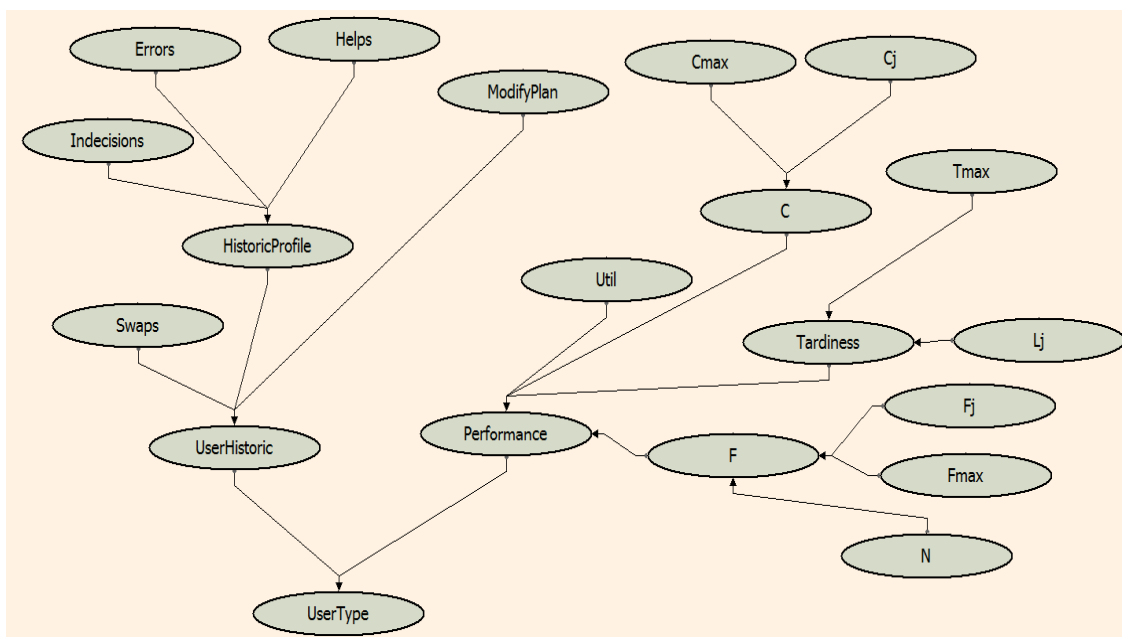 Errors
Helps
Cmax
Cj
ModifyPlan
Indecisions
Tmax
C
HistoricProfile
Util
Swaps
Tardiness
Lj
Fj
UserHistoric
Performance
F
Fmax
N
UserType